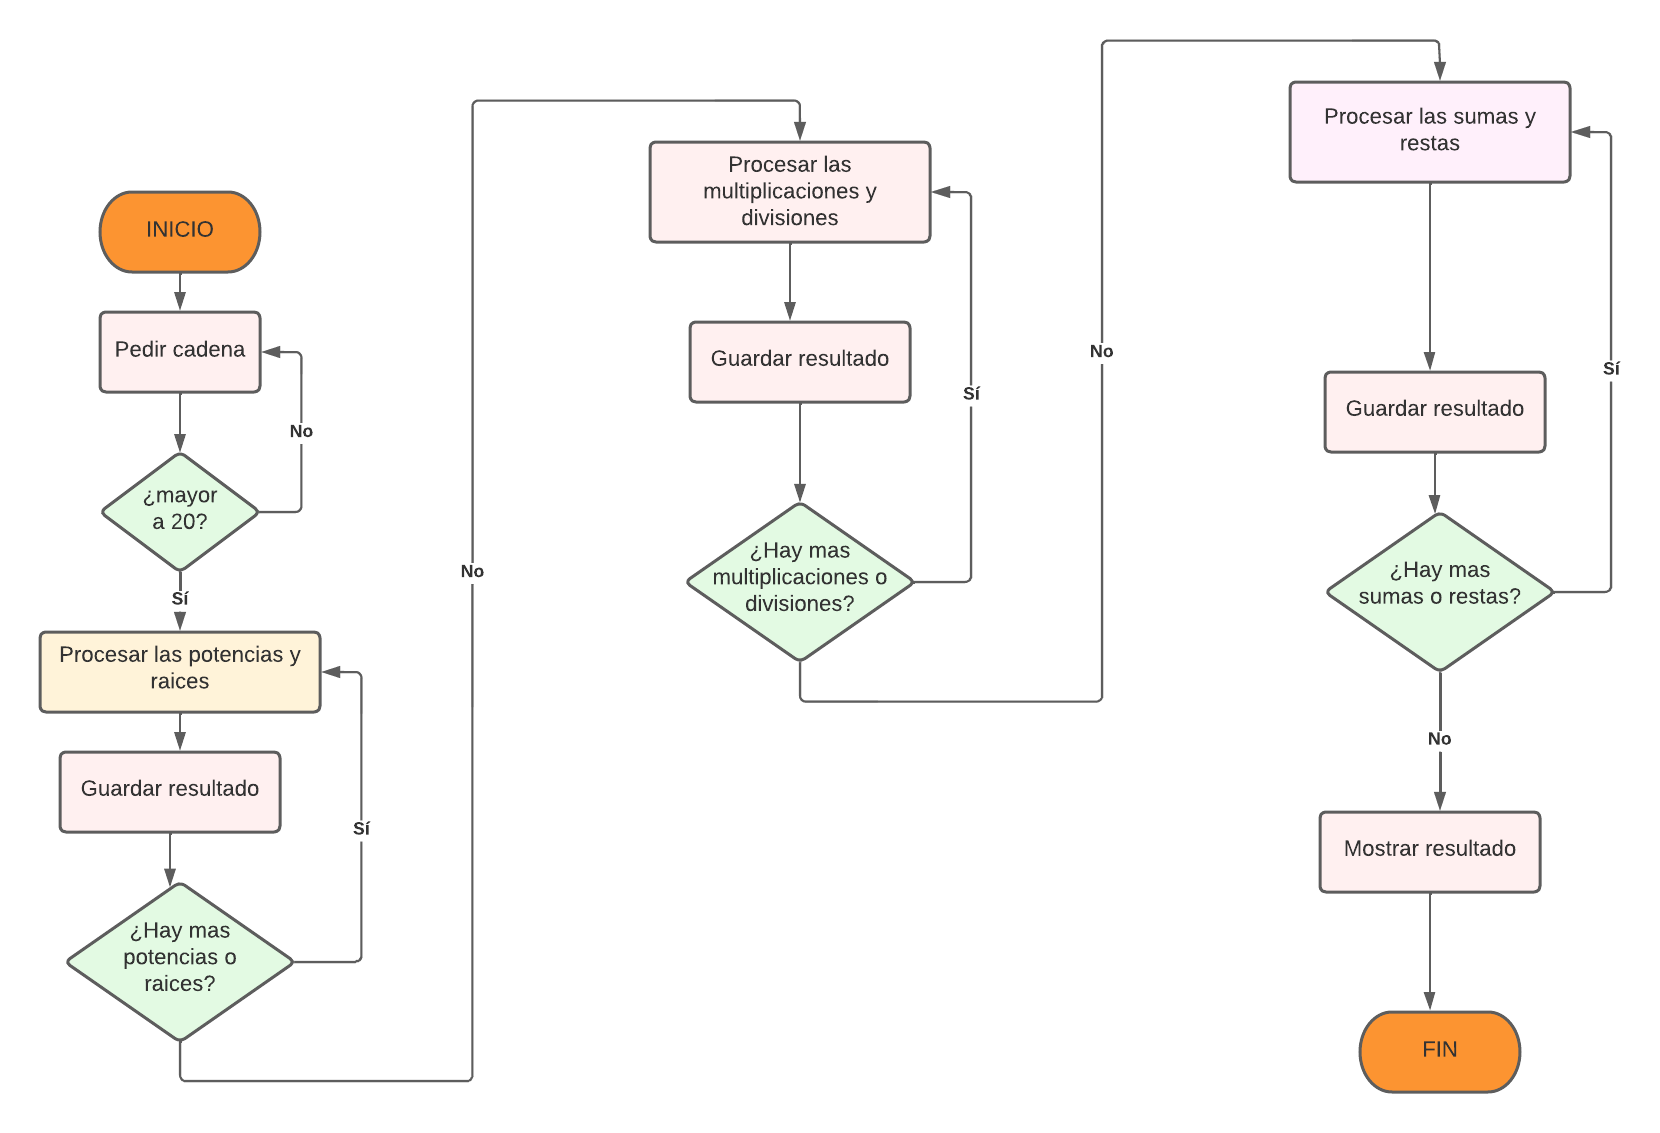 INICIO
Pedir cadena
No
¿mayor
a 20?
Sí
Procesar las potencias y
raices
Guardar resultado
Sí
¿Hay mas
potencias o
raices?
No
Procesar las
multiplicaciones y
divisiones
Guardar resultado
Sí
¿Hay mas
multiplicaciones o
divisiones?
No
Procesar las sumas y
restas
Sí
Guardar resultado
¿Hay mas
sumas o restas?
No
Mostrar resultado
FIN